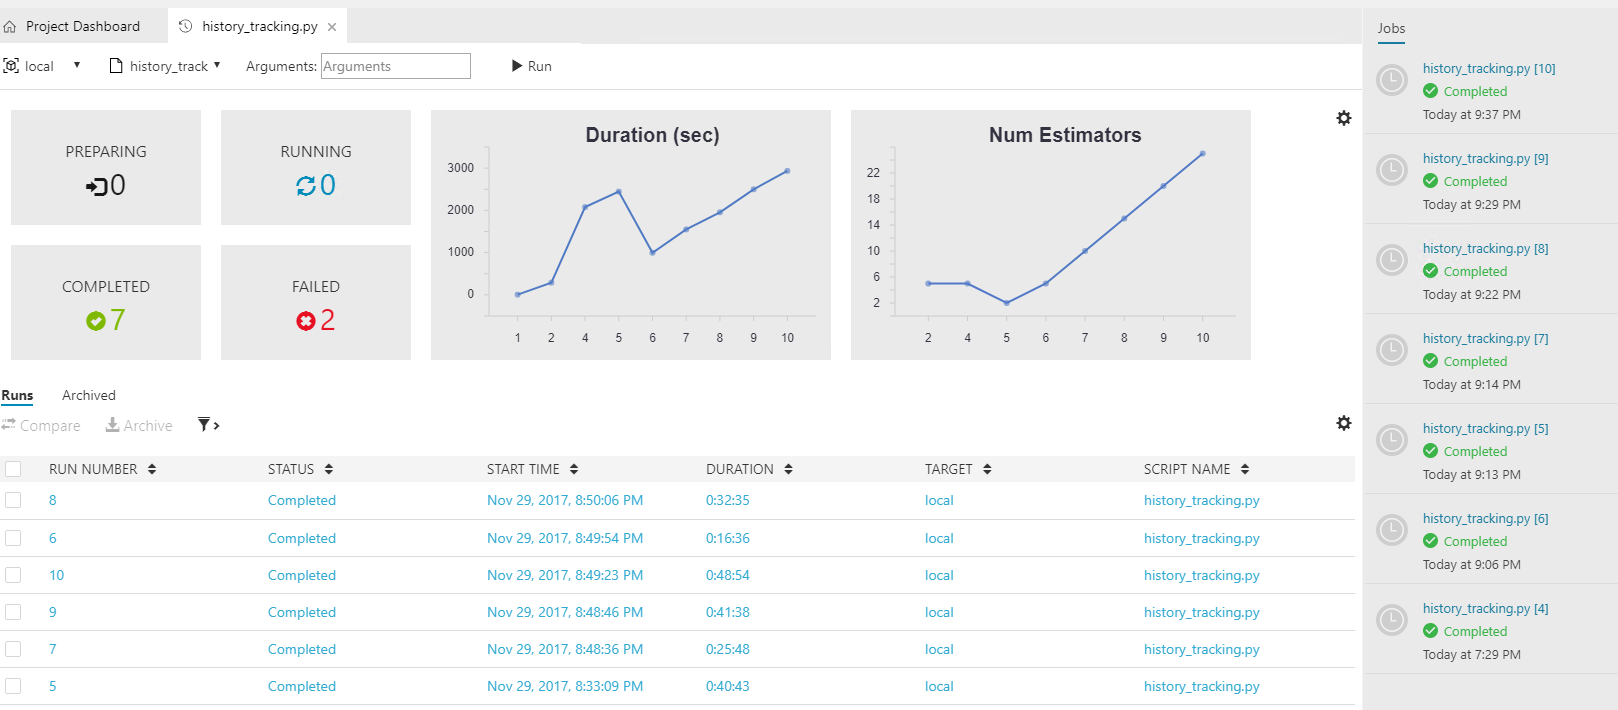 Project Dashboard
history_tracking.py
local
history_track
Arguments: Arguments
Run
PREPARING
0
RUNNING
0
COMPLETED
7
FAILED
2
Duration (sec)
3000
2000
1000
0
1 2 4 5 6 7 8 9 10
Num Estimators
22
18
14
10
6
2
2 4 5 6 7 8 9 10
Runs Archived
Compare Archive
RUN NUMBER STATUS START TIME DURATION TARGET SCRIPT NAME
8 Completed Nov 29, 2017, 8:50:06 PM 0:32:35 local history_tracking.py
6 Completed Nov 29, 2017, 8:49:54 PM 0:16:36 local history_tracking.py
10 Completed Nov 29, 2017, 8:49:23 PM 0:48:54 local history_tracking.py
9 Completed Nov 29, 2017, 8:48:46 PM 0:41:38 local history_tracking.py
7 Completed Nov 29, 2017, 8:48:36 PM 0:25:48 local history_tracking.py
5 Completed Nov 29, 2017, 8:33:09 PM 0:40:43 local history_tracking.py
Jobs
history_tracking.py [10]
Completed
Today at 9:37 PM
history_tracking.py [9]
Completed
Today at 9:29 PM
history_tracking.py [8]
Completed
Today at 9:22 PM
history_tracking.py [7]
Completed
Today at 9:14 PM
history_tracking.py [5]
Completed
Today at 9:13 PM
history_tracking.py [6]
Completed
Today at 9:06 PM
history_tracking.py [4]
Completed
Today at 7:29 PM